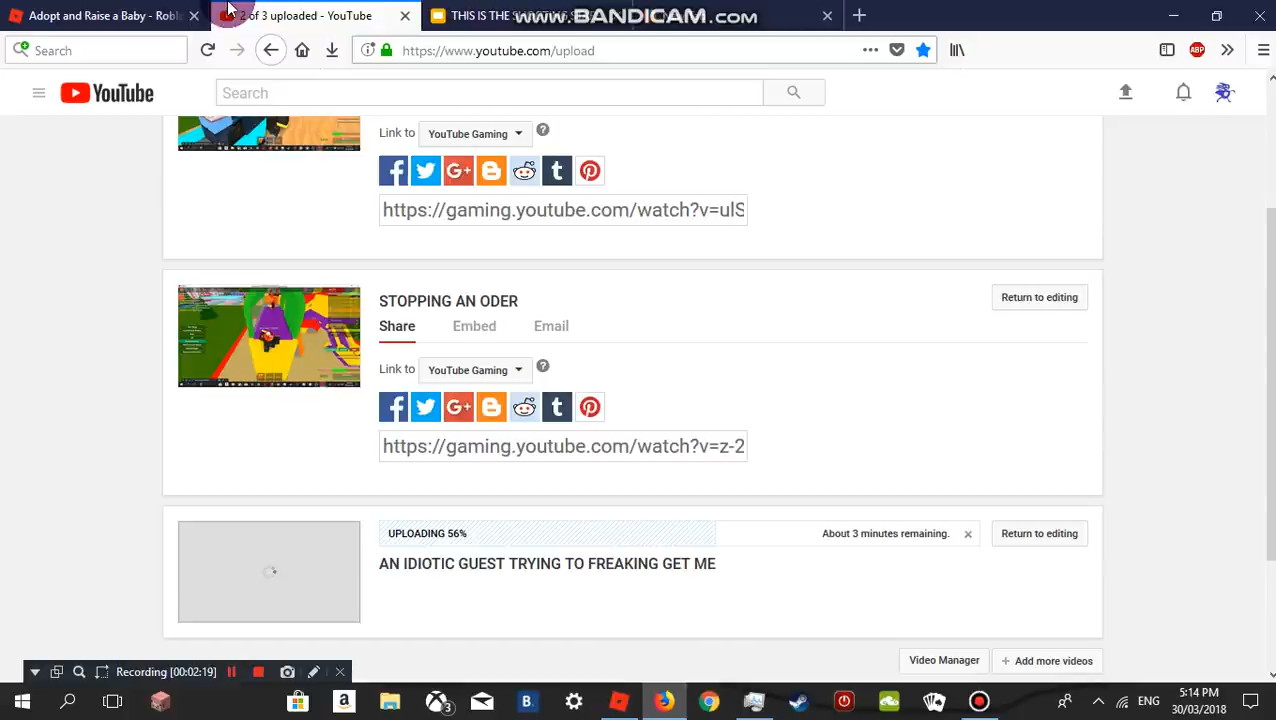 Adopt and Raise a Baby - Robl
2 of 3 uploaded - YouTube
THIS IS THE
www.BANDICAM.com
Search
https://www.youtube.com/upload
ABP
YouTube
Search
Link to
YouTube Gaming
?
https://gaming.youtube.com/watch?v=ulS
STOPPING AN ODER
Return to editing
Share
Embed
Email
Link to
YouTube Gaming
?
https://gaming.youtube.com/watch?v=z-2
UPLOADING 56%
About 3 minutes remaining.
Return to editing
AN IDIOTIC GUEST TRYING TO FREAKING GET ME
Video Manager
+ Add more videos
Recording [00:02:19]
3
ENG
5:14 PM
30/03/2018